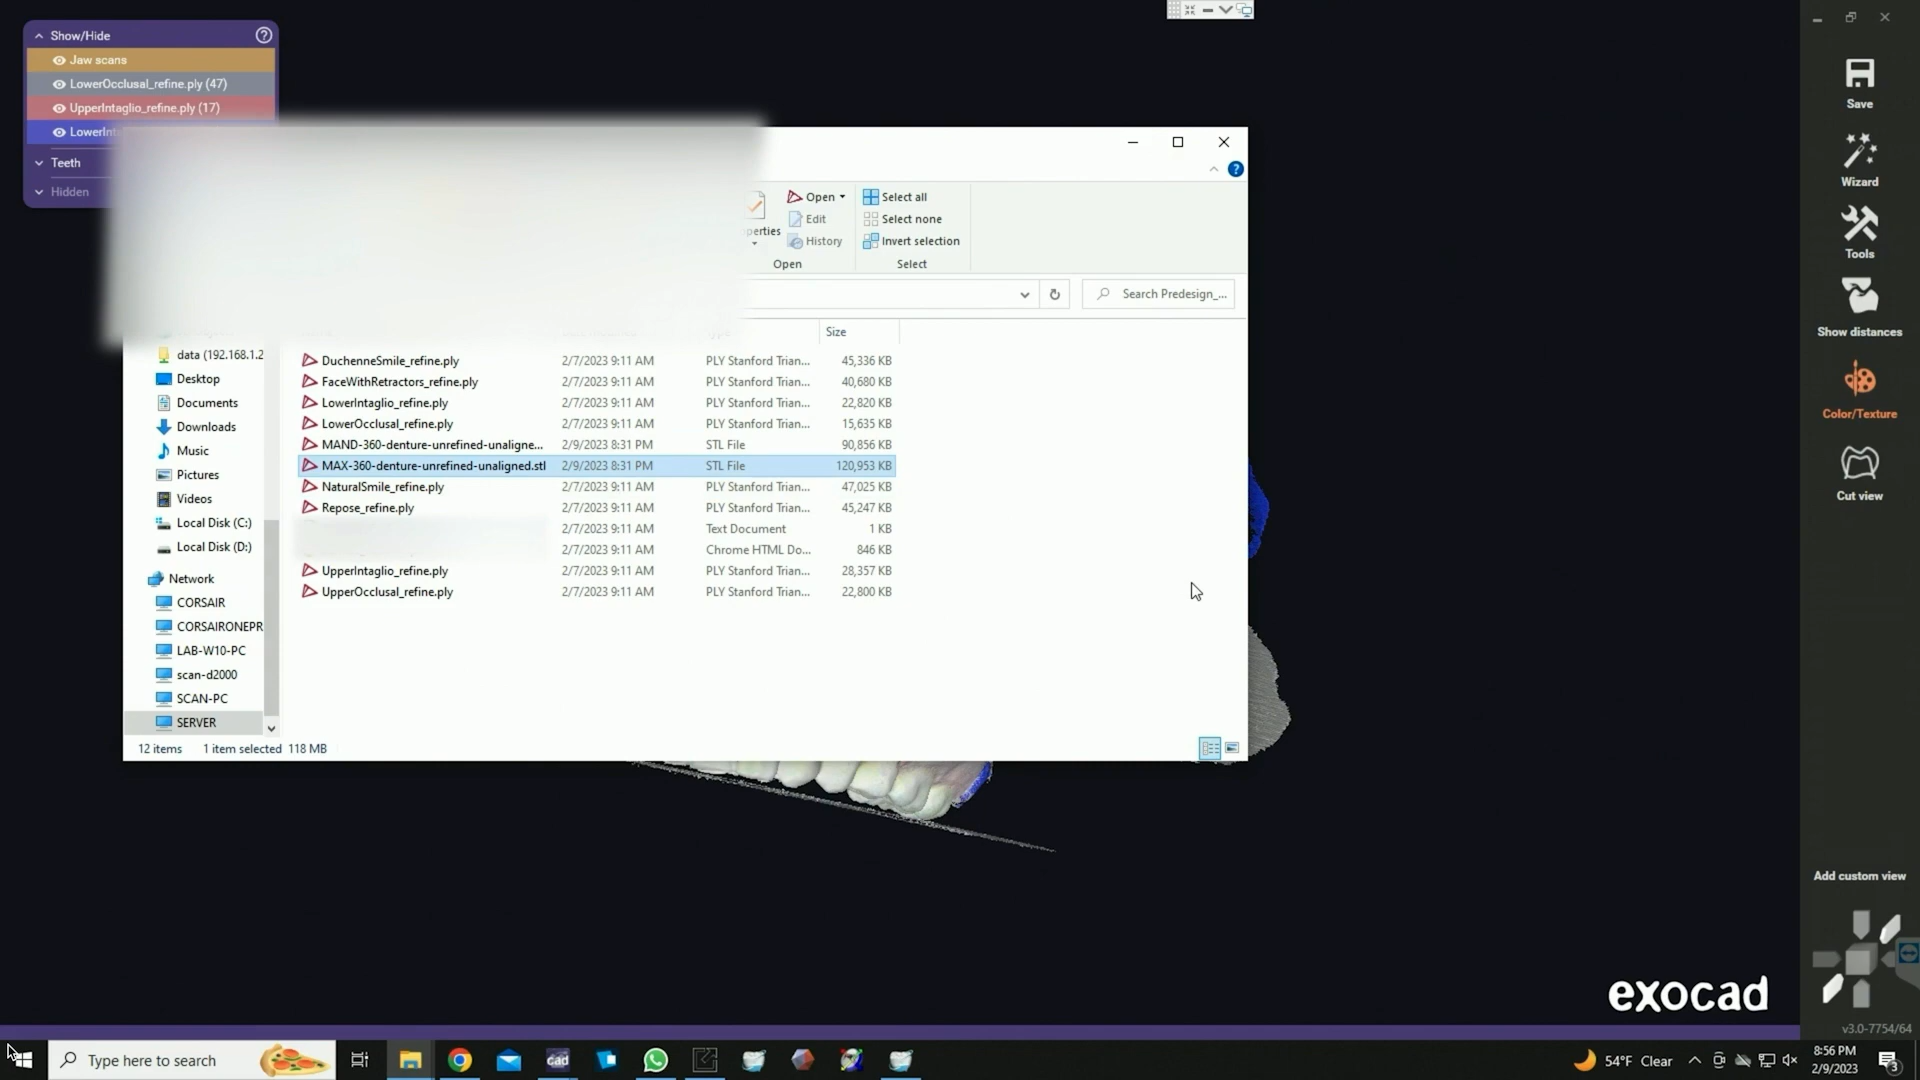 Show/Hide
Jaw scans
LowerOcclusal_refine.ply (47)
UpperIntaglio_refine.ply (17)
Teeth
Hidden
Open
Edit
History
Open
Select all
Select none
Invert selection
Select
Search Predesign_...
Size
data (192.168.1.2
Desktop
Documents
Downloads
Music
Pictures
Videos
Local Disk (C:)
Local Disk (D:)
Network
CORSAIR
CORSAIRONEPR
LAB-W10-PC
scan-d2000
SCAN-PC
SERVER
DuchenneSmile_refine.ply 2/7/2023 9:11 AM PLY Stanford Trian... 45,336 KB
FaceWithRetractors_refine.ply 2/7/2023 9:11 AM PLY Stanford Trian... 40,680 KB
LowerIntaglio_refine.ply 2/7/2023 9:11 AM PLY Stanford Trian... 22,820 KB
LowerOcclusal_refine.ply 2/7/2023 9:11 AM PLY Stanford Trian... 15,635 KB
MAND-360-denture-unrefined-unaligne... 2/9/2023 8:31 PM STL File 90,856 KB
MAX-360-denture-unrefined-unaligned.stl 2/9/2023 8:31 PM STL File 120,953 KB
NaturalSmile_refine.ply 2/7/2023 9:11 AM PLY Stanford Trian... 47,025 KB
Repose_refine.ply 2/7/2023 9:11 AM PLY Stanford Trian... 45,247 KB
2/7/2023 9:11 AM Text Document 1 KB
2/7/2023 9:11 AM Chrome HTML Do... 846 KB
UpperIntaglio_refine.ply 2/7/2023 9:11 AM PLY Stanford Trian... 28,357 KB
UpperOcclusal_refine.ply 2/7/2023 9:11 AM PLY Stanford Trian... 22,800 KB
12 items 1 item selected 118 MB
Save
Wizard
Tools
Show distances
Color/Texture
Cut view
Add custom view
exocad
v3.0-7754/64
Type here to search
cad
54°F Clear
8:56 PM
2/9/2023
3